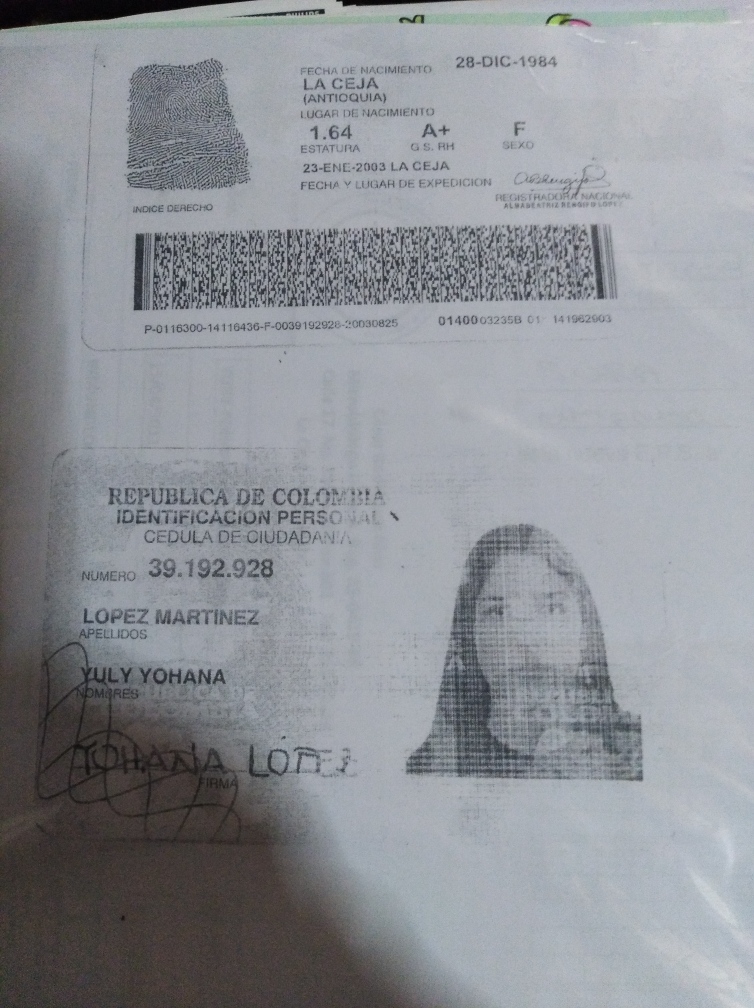 28-DIC-1984
FECHA DE NACIMIENTO
LA CEJA
(ANTIOQUIA)
LUGAR DE NACIMIENTO
1.64 A+ F
ESTATURA G.S. RH SEXO
23-ENE-2003 LA CEJA
FECHA Y LUGAR DE EXPEDICION
REGISTRADORA NACIONAL
ALMABEATRIZ RENGIFO LOPEZ
INDICE DERECHO
P-0116300-14116436-F-0039192928-20030825 0140003235B 01 141962903
REPUBLICA DE COLOMBIA
IDENTIFICACION PERSONAL
CEDULA DE CIUDADANIA
NUMERO 39.192.928
LOPEZ MARTINEZ
APELLIDOS
YULY YOHANA
NOMBRES
YOHANA LOPEZ
FIRMA